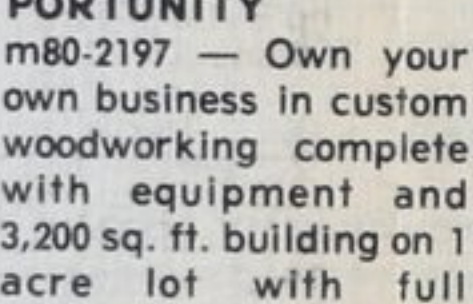 PORTUNITY
m80-2197 — Own your
own business in custom
woodworking complete
with equipment and
3,200 sq. ft. building on 1
acre lot with full